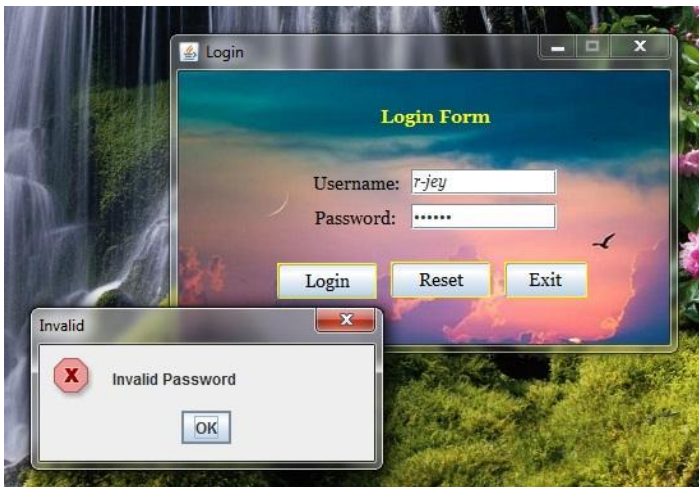 Login
Login Form
Username: r-jey
Password: ••••••
Login Reset Exit
Invalid
Invalid Password
OK